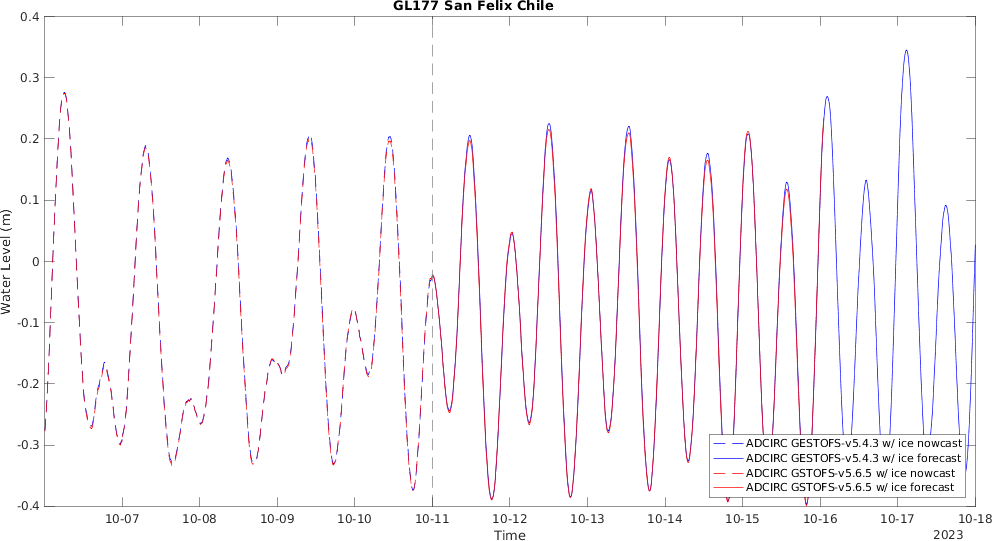 GL177 San Felix Chile
0.4
0.3
0.2
0.1
0
-0.1
-0.2
-0.3
-0.4
Water Level (m)
ADCIRC GESTOFS-v5.4.3 w/ ice nowcast
ADCIRC GESTOFS-v5.4.3 w/ ice forecast
ADCIRC GSTOFS-v5.6.5 w/ ice nowcast
ADCIRC GSTOFS-v5.6.5 w/ ice forecast
10-07 10-08 10-09 10-10 10-11 10-12 10-13 10-14 10-15 10-16 10-17 10-18
Time
2023